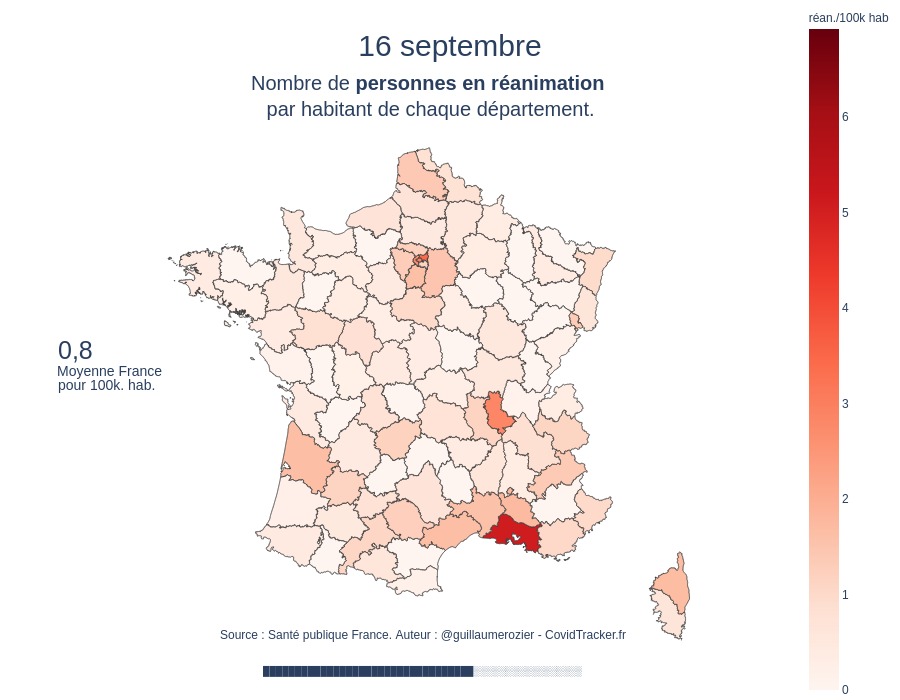 réan./100k hab
16 septembre
Nombre de personnes en réanimation
par habitant de chaque département.
6
5
4
3
2
1
0
0,8
Moyenne France
pour 100k. hab.
Source : Santé publique France. Auteur : @guillaumerozier - CovidTracker.fr